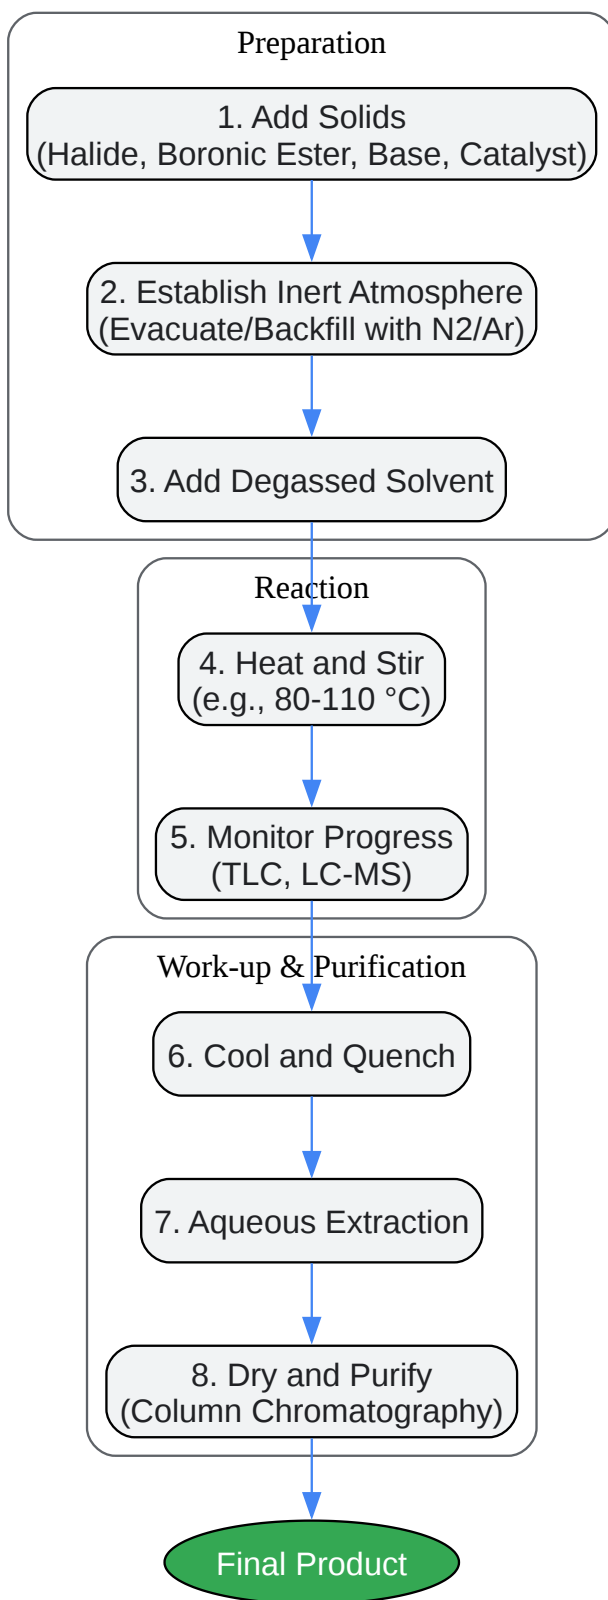 Preparation
1. Add Solids
(Halide, Boronic Ester, Base, Catalyst)
2. Establish Inert Atmosphere
(Evacuate/Backfill with N2/Ar)
3. Add Degassed Solvent
Reaction
4. Heat and Stir
(e.g., 80-110 °C)
5. Monitor Progress
(TLC, LC-MS)
Work-up & Purification
6. Cool and Quench
7. Aqueous Extraction
8. Dry and Purify
(Column Chromatography)
Final Product